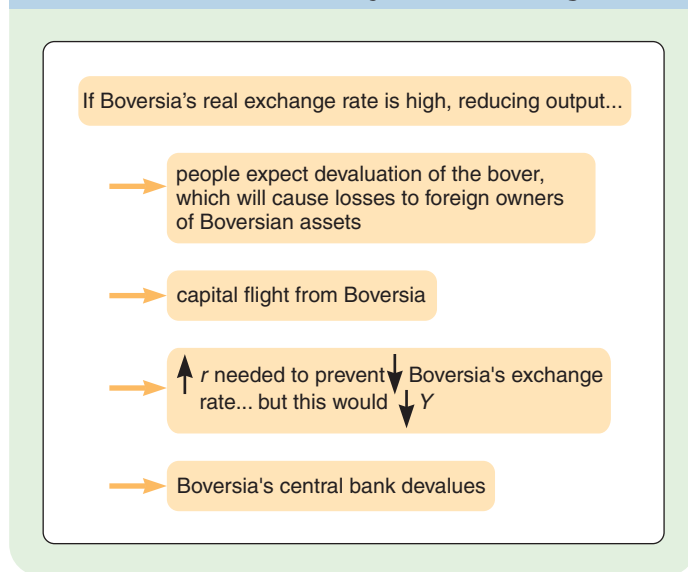 If Boversia's real exchange rate is high, reducing output...
people expect devaluation of the bover,
which will cause losses to foreign owners
of Boversian assets
capital flight from Boversia
↑ r needed to prevent ↓ Boversia's exchange
rate... but this would ↓ Y
Boversia's central bank devalues